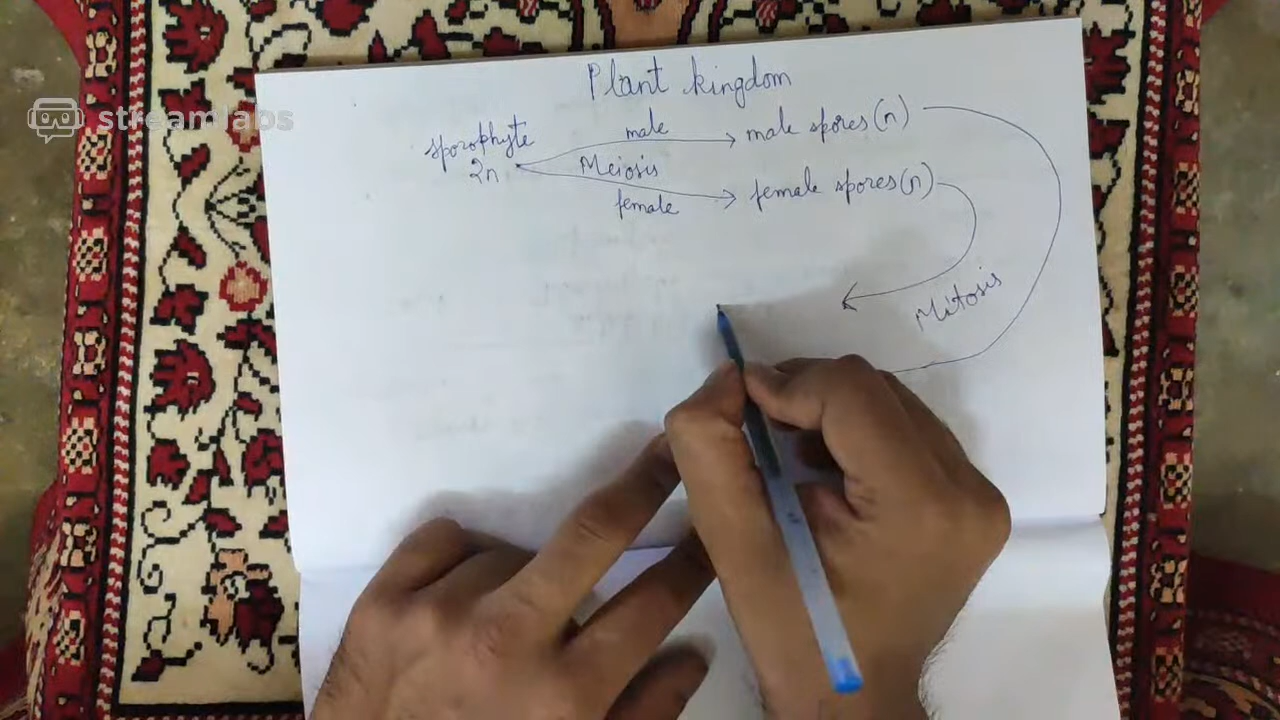 streamlabs
Plant kingdom
sporophyte
2n
male
Meiosis
female
male spores (n)
female spores (n)
Mitosis